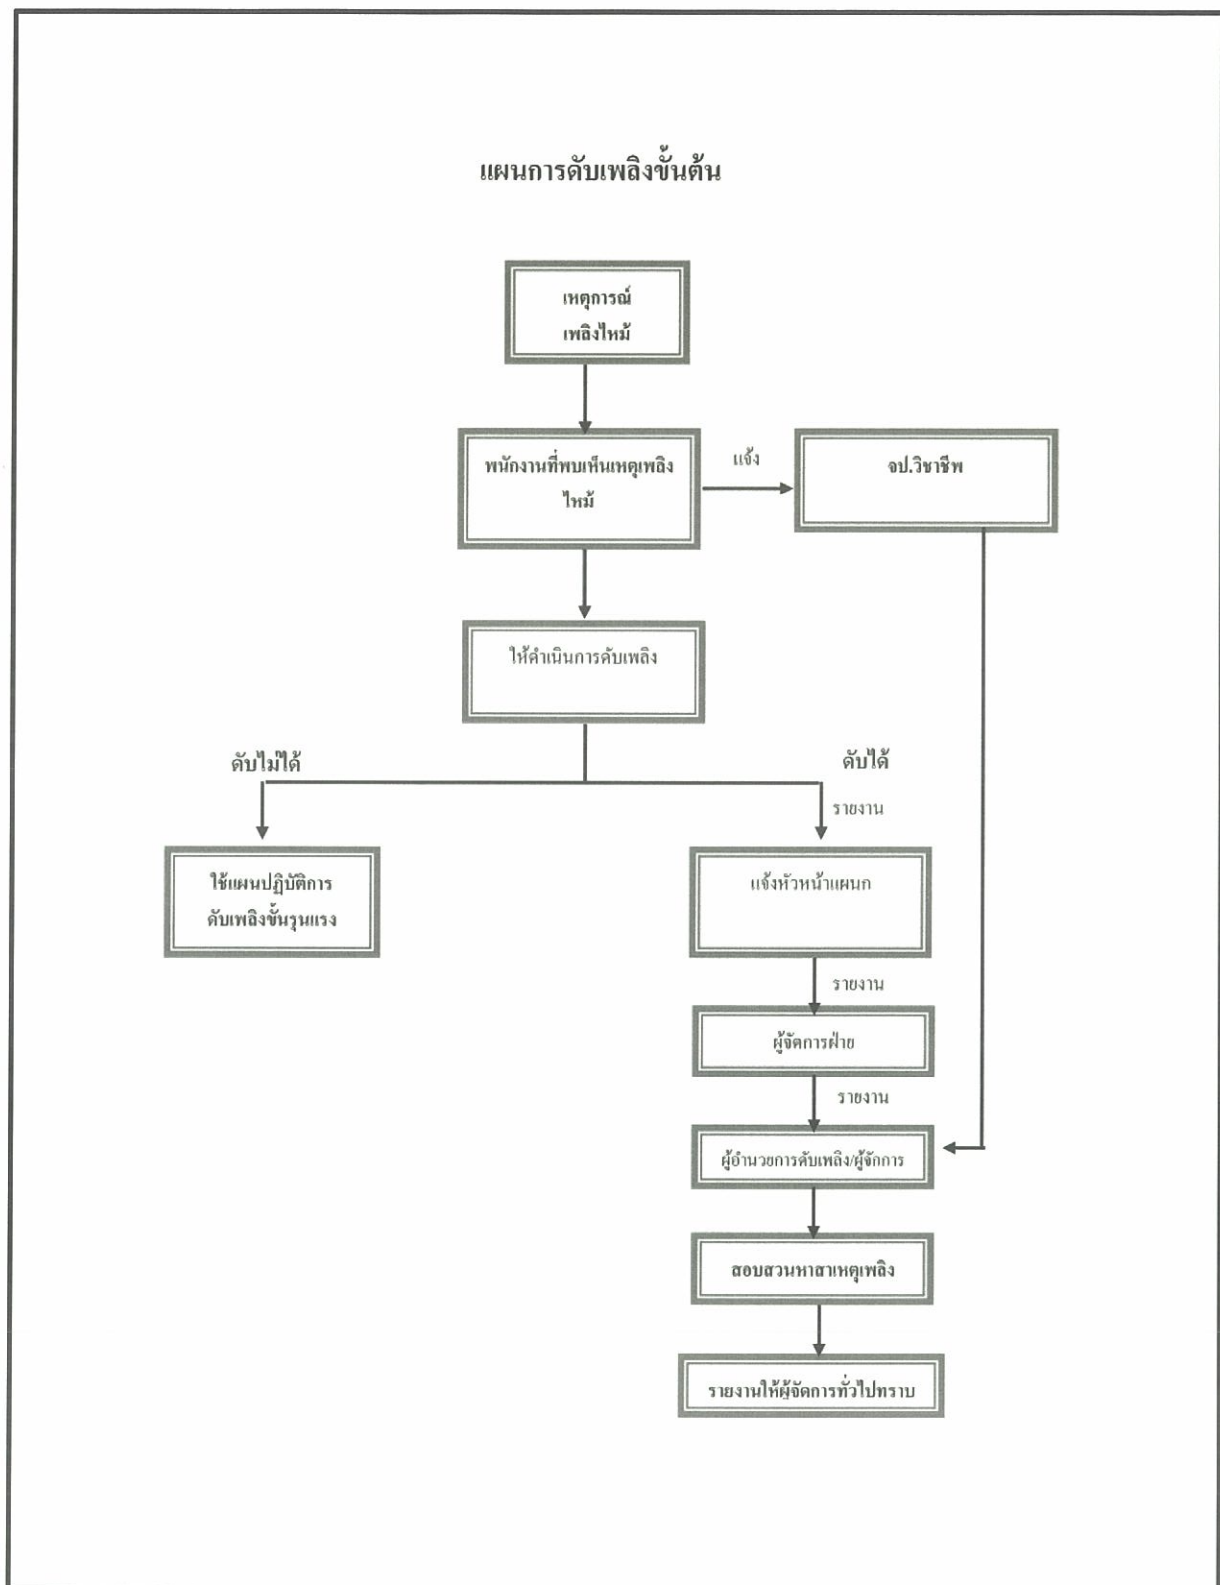 แผนการดับเพลิงขั้นต้น
เหตุการณ์
เพลิงไหม้
พนักงานที่พบเห็นเหตุเพลิง
ไหม้
แจ้ง
จป.วิชาชีพ
ให้ดำเนินการดับเพลิง
ดับไม่ได้
ดับได้
รายงาน
ใช้แผนปฏิบัติการ
ดับเพลิงขั้นรุนแรง
แจ้งหัวหน้าแผนก
รายงาน
ผู้จัดการฝ่าย
รายงาน
ผู้อำนวยการดับเพลิง/ผู้จักการ
สอบสวนหาสาเหตุเพลิง
รายงานให้ผู้จัดการทั่วไปทราบ